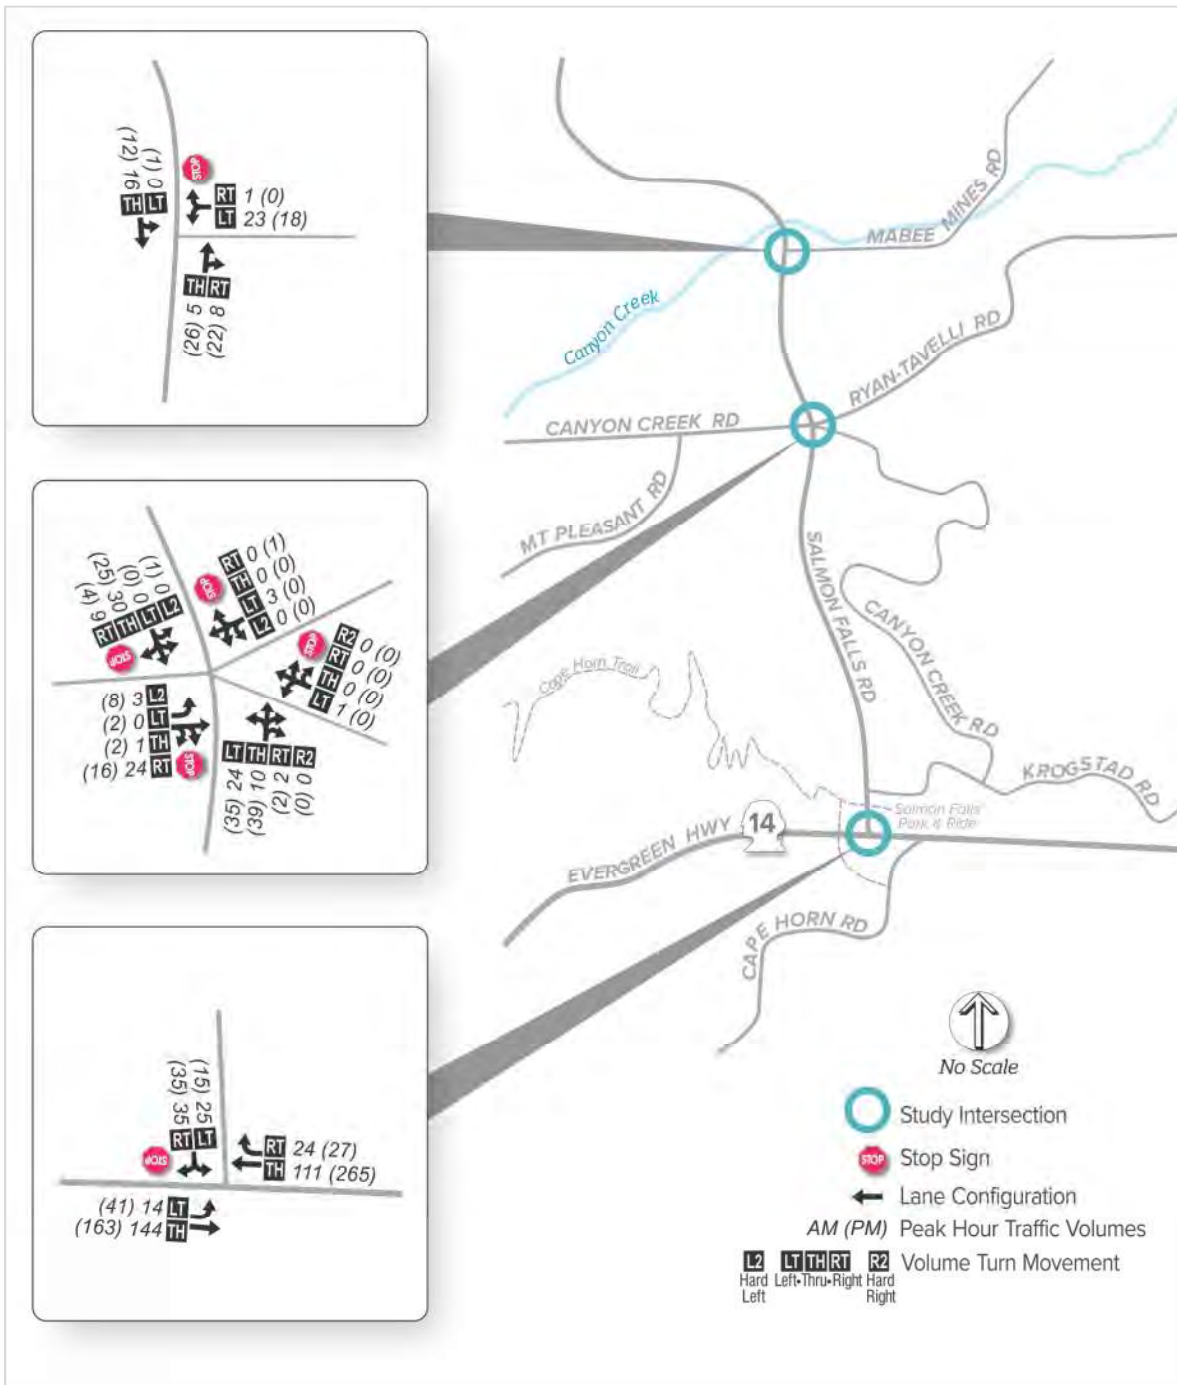 (12) 16 TH
(1) 0 LT
STOP
RT 1 (0)
LT 23 (18)
TH RT
(26) 5
(22) 8
MABEE MINES RD
Canyon Creek
RYAN-TAVELLI RD
CANYON CREEK RD
MT PLEASANT RD
SALMON FALLS RD
CANYON CREEK RD
Cape Horn Trail
KROGSTAD RD
Salmon Falls
Park & Ride
EVERGREEN HWY
14
CAPE HORN RD
(4) 9 RT
(25) 30 TH
(0) 0 LT
(1) 0 L2
STOP
RT 0 (1)
TH 0 (0)
LT 3 (0)
L2 0 (0)
STOP
R2 0 (0)
RT 0 (0)
TH 0 (0)
LT 1 (0)
STOP
(8) 3 L2
(2) 0 LT
(2) 1 TH
(16) 24 RT
STOP
LT TH RT R2
(35) 24
(39) 10
(2) 2
(0) 0
(35) 35 RT
(15) 25 LT
STOP
RT 24 (27)
TH 111 (265)
(41) 14 LT
(163) 144 TH
No Scale
Study Intersection
STOP Stop Sign
Lane Configuration
AM (PM) Peak Hour Traffic Volumes
L2 LT TH RT R2 Volume Turn Movement
Hard Left•Thru•Right Hard
Left Right